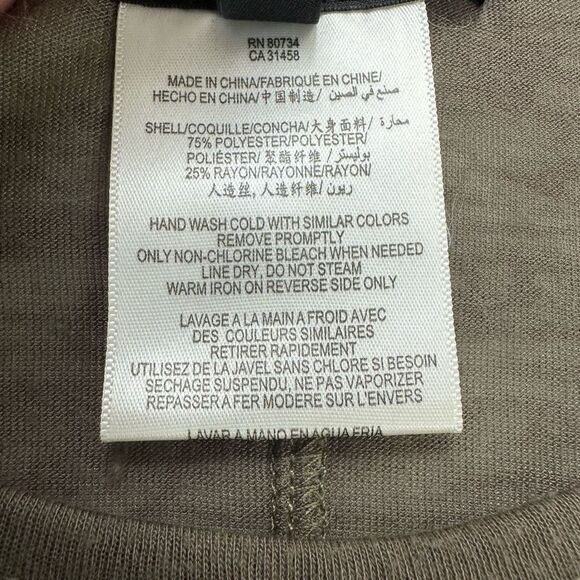 RN 80734
CA 31458
MADE IN CHINA/FABRIQUÉ EN CHINE/
HECHO EN CHINA/中国制造/ صنع في الصين/
SHELL/COQUILLE/CONCHA/大身面料/ محارة/
75% POLYESTER/POLYESTER/
POLIÉSTER/ 聚酯纤维 /بوليستر/
25% RAYON/RAYONNE/RAYON/
人造丝, 人造纤维/ ريون/
HAND WASH COLD WITH SIMILAR COLORS
REMOVE PROMPTLY
ONLY NON-CHLORINE BLEACH WHEN NEEDED
LINE DRY, DO NOT STEAM
WARM IRON ON REVERSE SIDE ONLY
LAVAGE A LA MAIN A FROID AVEC
DES COULEURS SIMILAIRES
RETIRER RAPIDEMENT
UTILISEZ DE LA JAVEL SANS CHLORE SI BESOIN
SECHAGE SUSPENDU, NE PAS VAPORIZER
REPASSER A FER MODERE SUR L'ENVERS
LAVAR A MANO EN AGUA FRIA